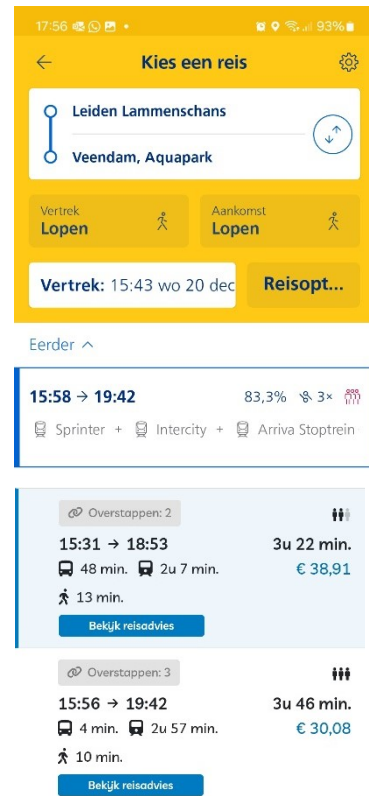 17:56
93%
Kies een reis
Leiden Lammenschans
Veendam, Aquapark
Vertrek
Lopen
Aankomst
Lopen
Vertrek: 15:43 wo 20 dec
Reisopt...
Eerder
15:58 → 19:42 83,3% 3×
Sprinter + Intercity + Arriva Stoptrein
Overstappen: 2
15:31 → 18:53 3u 22 min.
48 min. 2u 7 min. € 38,91
13 min.
Bekijk reisadvies
Overstappen: 3
15:56 → 19:42 3u 46 min.
4 min. 2u 57 min. € 30,08
10 min.
Bekijk reisadvies